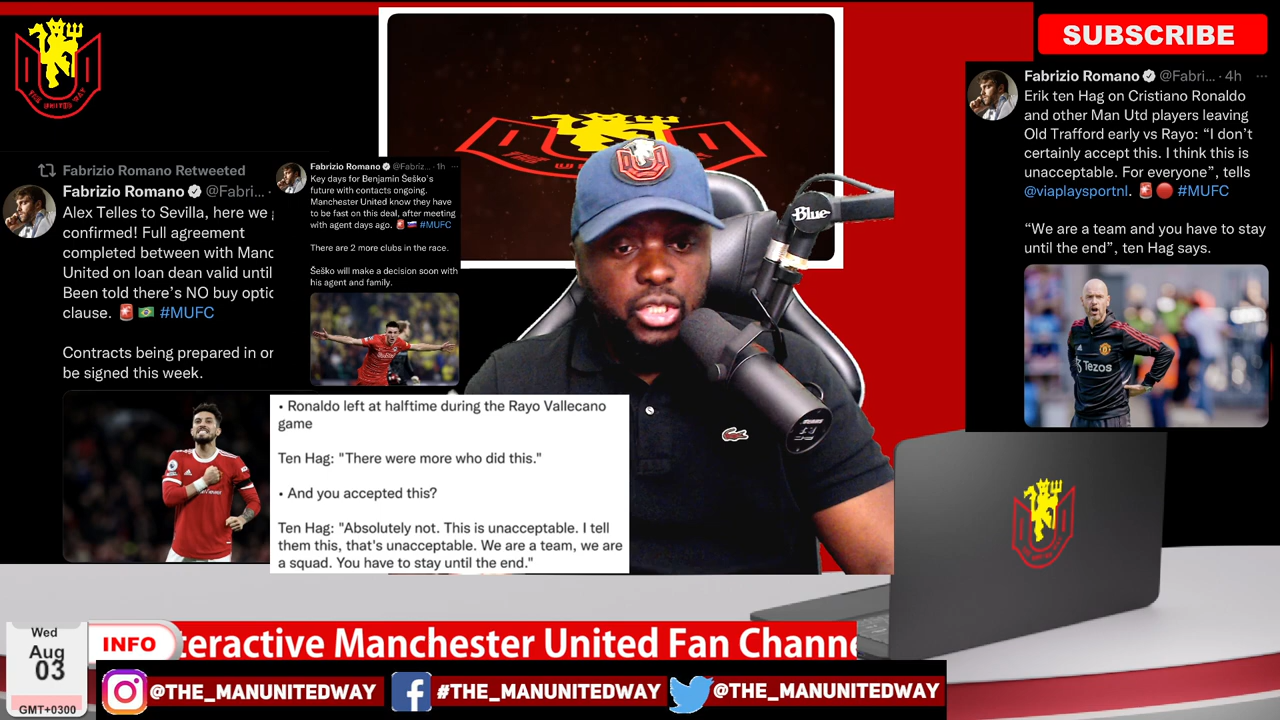 SUBSCRIBE
Fabrizio Romano @Fabri... · 4h
Erik ten Hag on Cristiano Ronaldo
and other Man Utd players leaving
Old Trafford early vs Rayo: “I don’t
certainly accept this. I think this is
unacceptable. For everyone”, tells
@viaplaysportnl. 🚨🔴 #MUFC
“We are a team and you have to stay
until the end”, ten Hag says.
Tezos
THE UNITED WAY
Fabrizio Romano Retweeted
Fabrizio Romano @Fabri... ·
Alex Telles to Sevilla, here we
confirmed! Full agreement
completed between with Manc
United on loan dean valid until
Been told there’s NO buy optic
clause. 🚨🇧🇷 #MUFC
Contracts being prepared in or
be signed this week.
Fabrizio Romano @Fabriz... · 1h
Key days for Benjamin Šeško’s
future with contacts ongoing.
Manchester United know they have
to be fast on this deal, after meeting
with agent days ago. 🚨🇸🇮 #MUFC
There are 2 more clubs in the race.
Šeško will make a decision soon with
his agent and family.
Blue
• Ronaldo left at halftime during the Rayo Vallecano
game
Ten Hag: "There were more who did this."
• And you accepted this?
Ten Hag: "Absolutely not. This is unacceptable. I tell
them this, that's unacceptable. We are a team, we are
a squad. You have to stay until the end."
Wed
Aug
03
GMT+0300
INFO
teractive Manchester United Fan Channe
@THE_MANUNITEDWAY
#THE_MANUNITEDWAY
@THE_MANUNITEDWAY